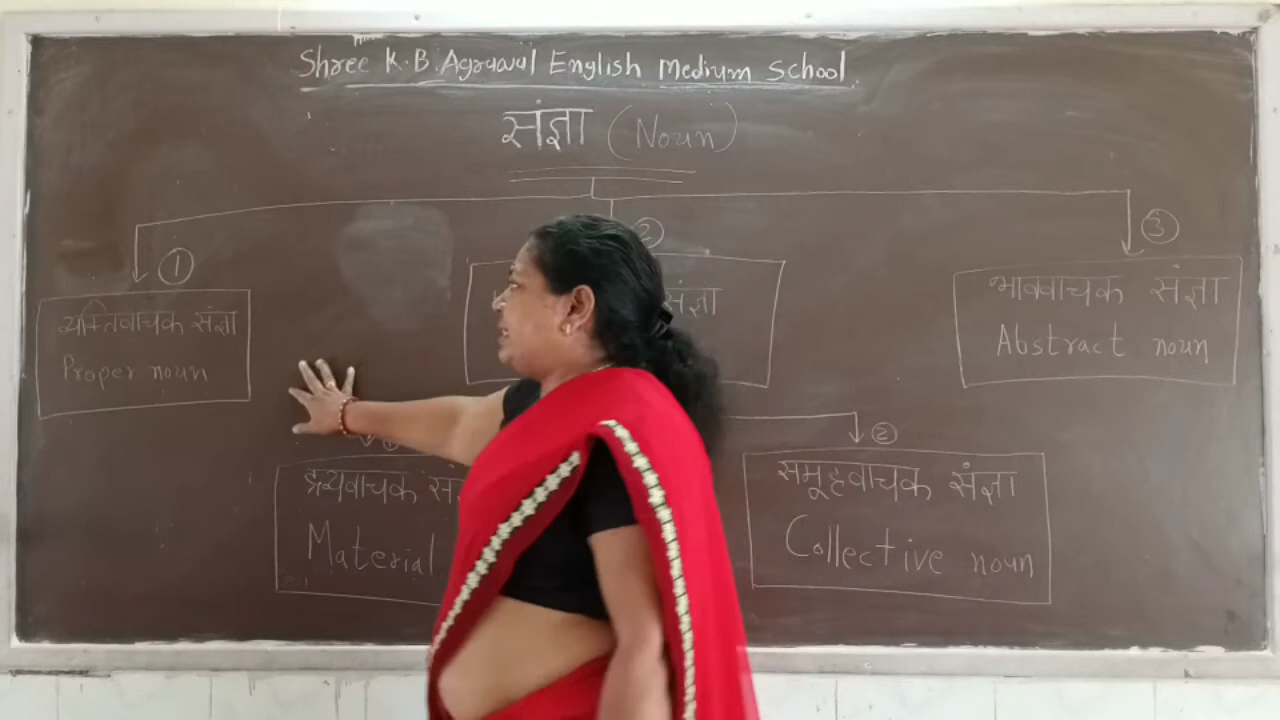 Shree K.B.Agrawal English Medium School
संज्ञा (Noun)
①
②
③
व्यक्तिवाचक संज्ञा
Proper noun
संज्ञा
भाववाचक संज्ञा
Abstract noun
②
द्रव्यवाचक
Material
समूहवाचक संज्ञा
Collective noun